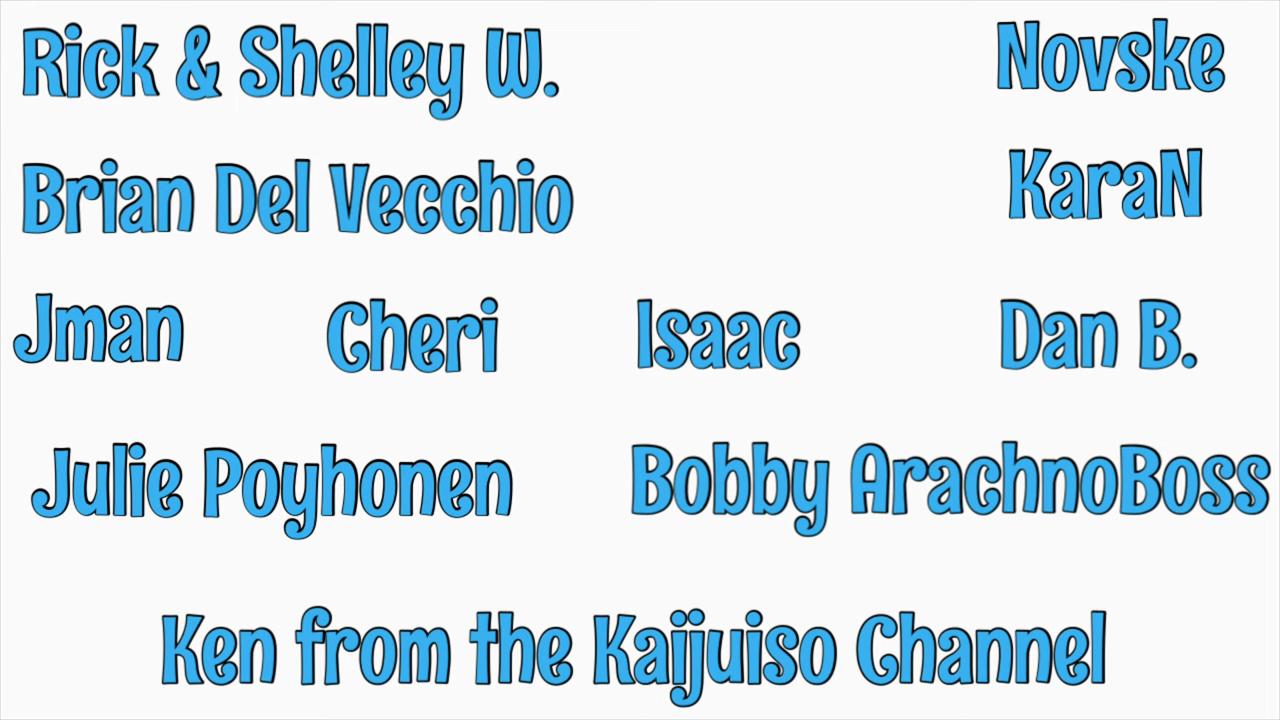 Rick & Shelley W. Novske
Brian Del Vecchio KaraN
Jman Cheri Isaac Dan B.
Julie Poyhonen Bobby ArachnoBoss
Ken from the Kaijuiso Channel